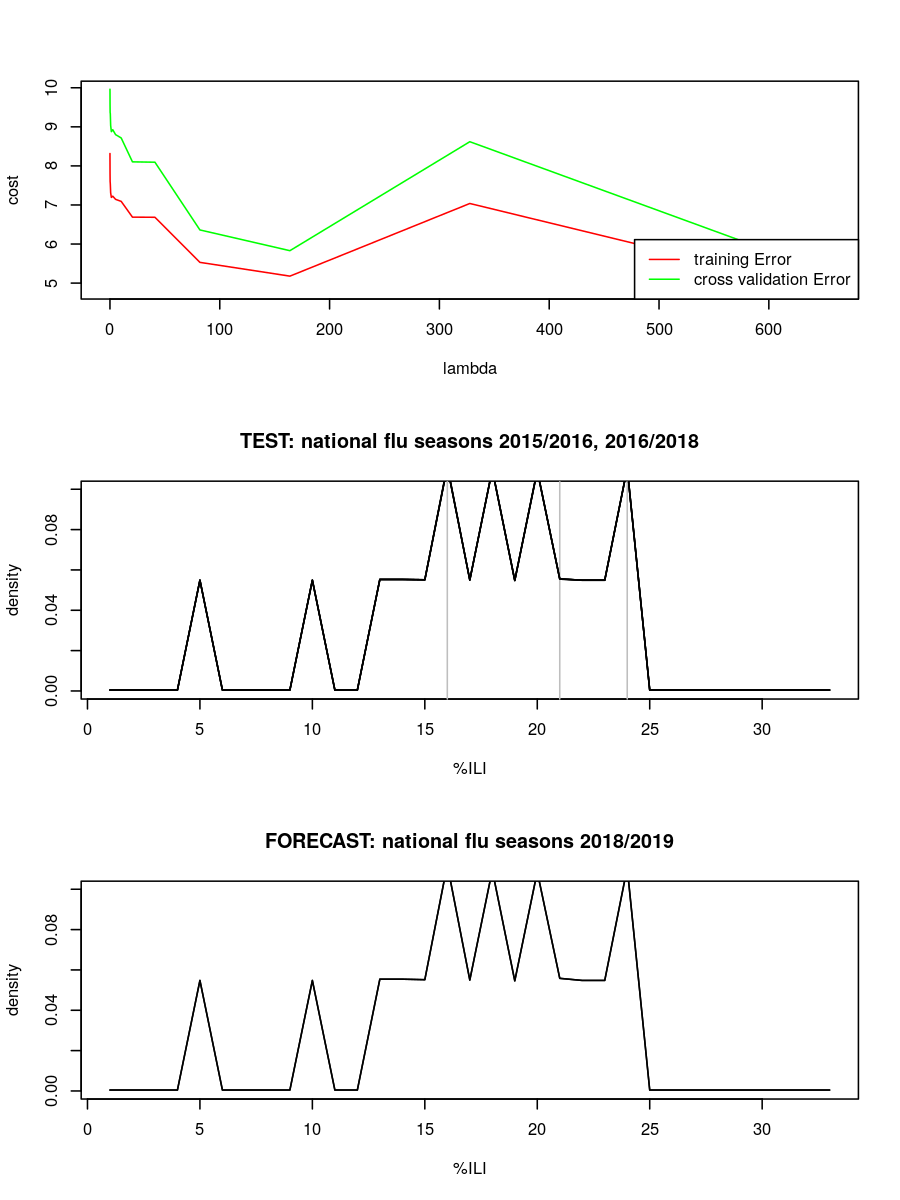 10
9
8
7
6
5
cost
training Error
cross validation Error
0 100 200 300 400 500 600
lambda
TEST: national flu seasons 2015/2016, 2016/2018
0.08
0.04
0.00
density
0 5 10 15 20 25 30
%ILI
FORECAST: national flu seasons 2018/2019
0.08
0.04
0.00
density
0 5 10 15 20 25 30
%ILI